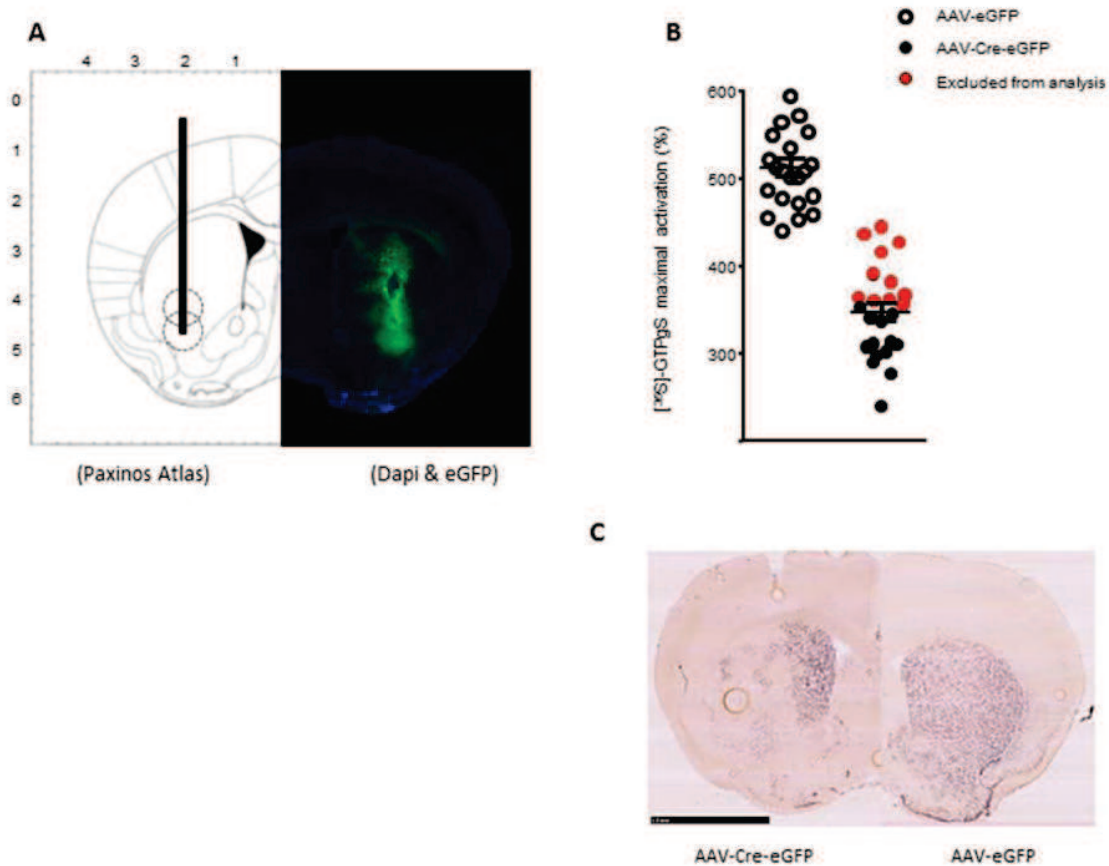 A
4 3 2 1
0
1
2
3
4
5
6
(Paxinos Atlas)
(Dapi & eGFP)
B
AAV-eGFP
AAV-Cre-eGFP
Excluded from analysis
[³⁵S]-GTPgS maximal activation (%)
600
500
400
300
C
AAV-Cre-eGFP
AAV-eGFP